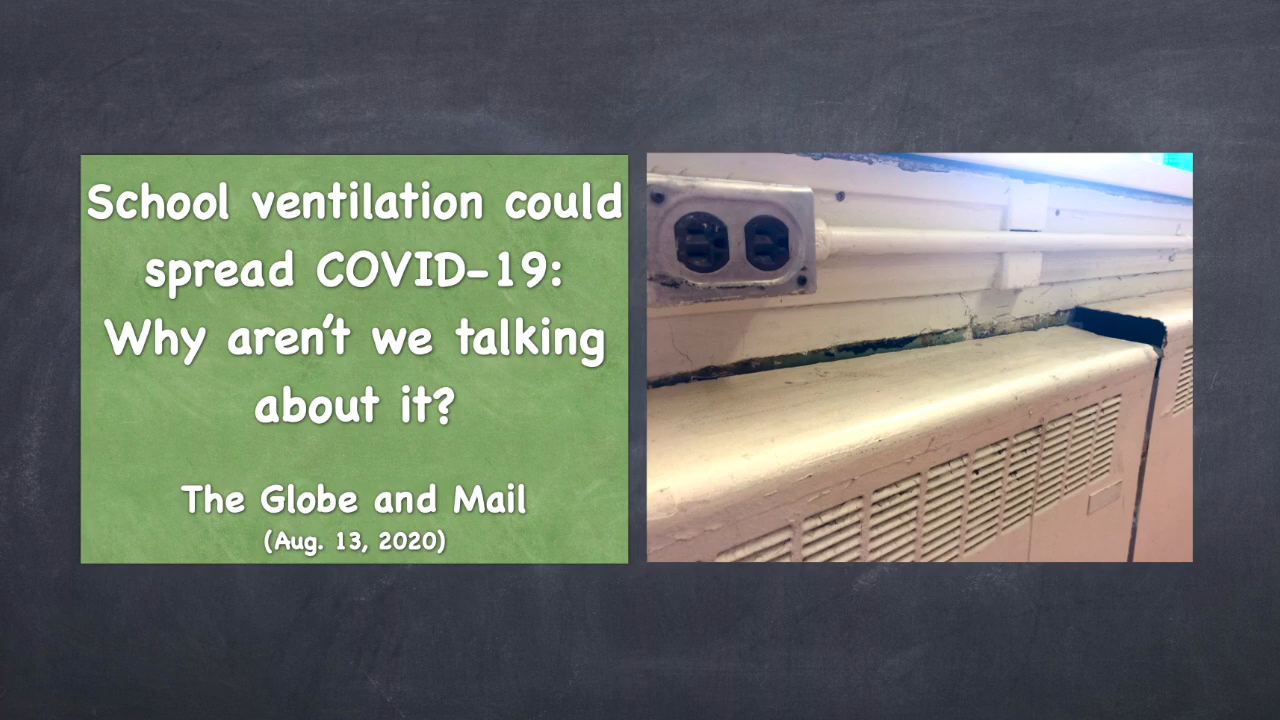 School ventilation could
spread COVID-19:
Why aren't we talking
about it?
The Globe and Mail
(Aug. 13, 2020)